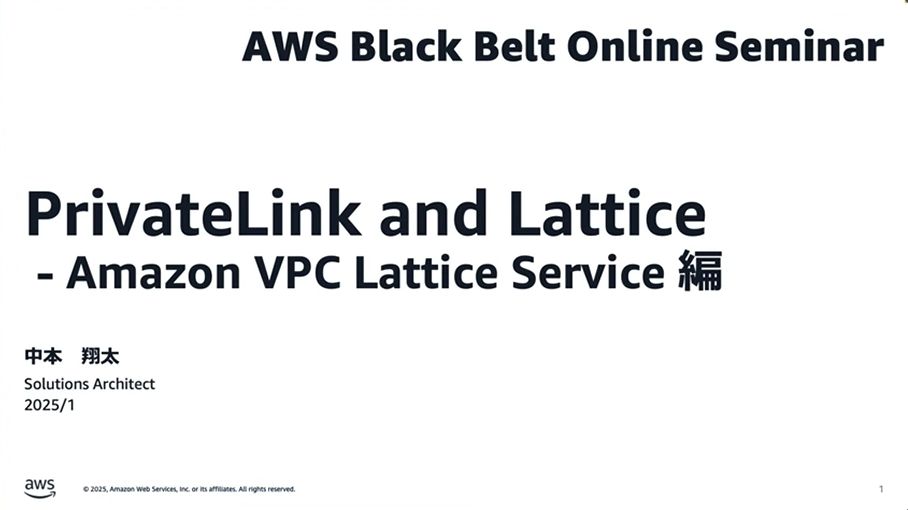 AWS Black Belt Online Seminar
PrivateLink and Lattice
- Amazon VPC Lattice Service 編
中本　翔太
Solutions Architect
2025/1
aws
© 2025, Amazon Web Services, Inc. or its affiliates. All rights reserved.
1